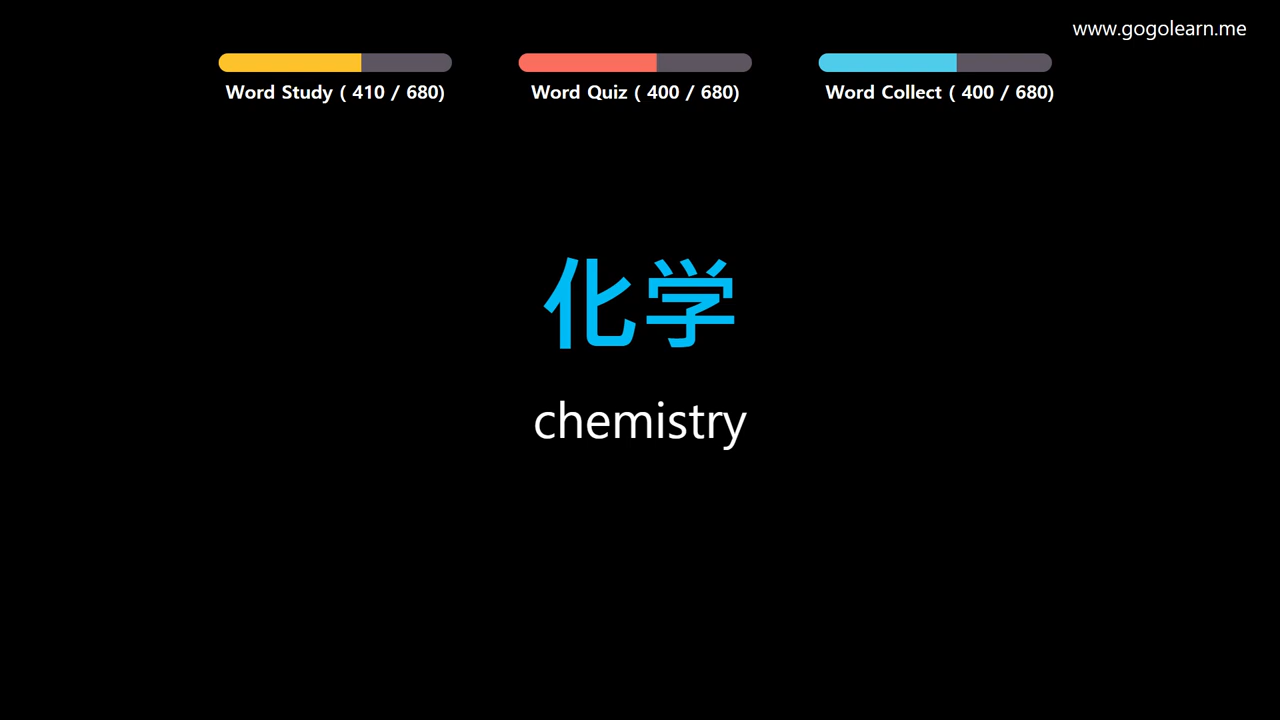 www.gogolearn.me
Word Study ( 410 / 680)
Word Quiz ( 400 / 680)
Word Collect ( 400 / 680)
化学
chemistry